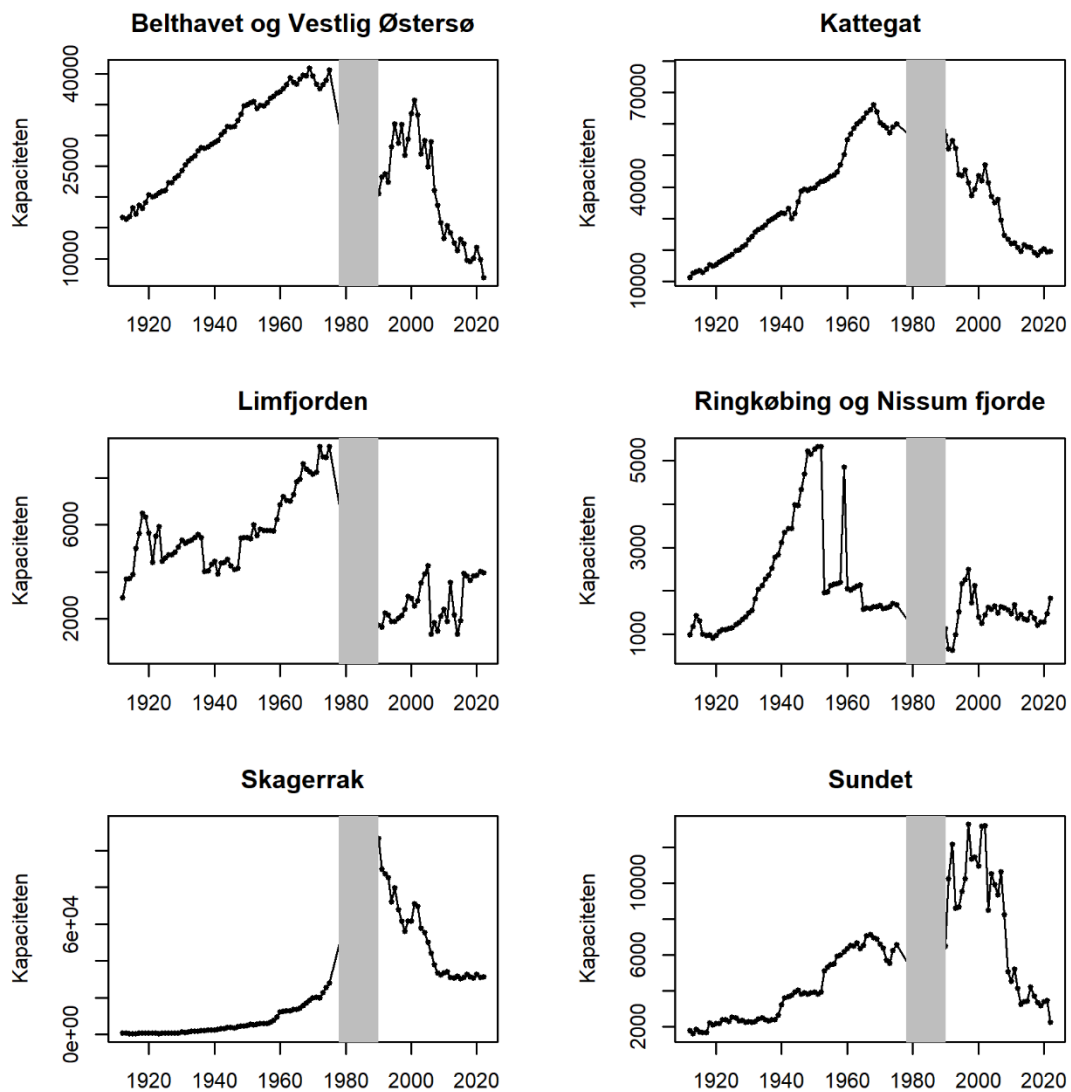 Belthavet og Vestlig Østersø
Kapaciteten
40000
25000
10000
1920 1940 1960 1980 2000 2020
Kattegat
Kapaciteten
70000
40000
10000
1920 1940 1960 1980 2000 2020
Limfjorden
Kapaciteten
6000
2000
1920 1940 1960 1980 2000 2020
Ringkøbing og Nissum fjorde
Kapaciteten
5000
3000
1000
1920 1940 1960 1980 2000 2020
Skagerrak
Kapaciteten
6e+04
0e+00
1920 1940 1960 1980 2000 2020
Sundet
Kapaciteten
10000
6000
2000
1920 1940 1960 1980 2000 2020